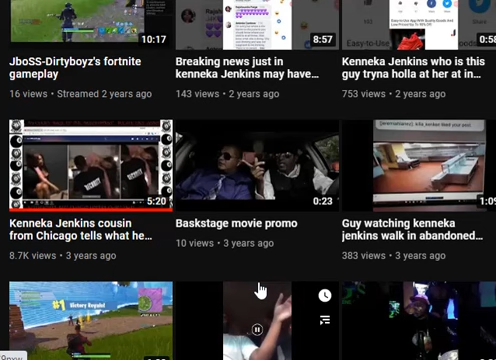 10:17
8:57
0:58
JboSS-Dirtyboyz's fortnite
gameplay
16 views • Streamed 2 years ago
Breaking news just in
kenneka Jenkins may have...
143 views • 2 years ago
Kenneka Jenkins who is this
guy tryna holla at her at in...
753 views • 2 years ago
5:20
0:23
1:09
Kenneka Jenkins cousin
from Chicago tells what he...
8.7K views • 3 years ago
Backstage movie promo
10 views • 3 years ago
Guy watching kenneka
jenkins walk in abandoned...
383 views • 3 years ago
#1 Victory Royale!